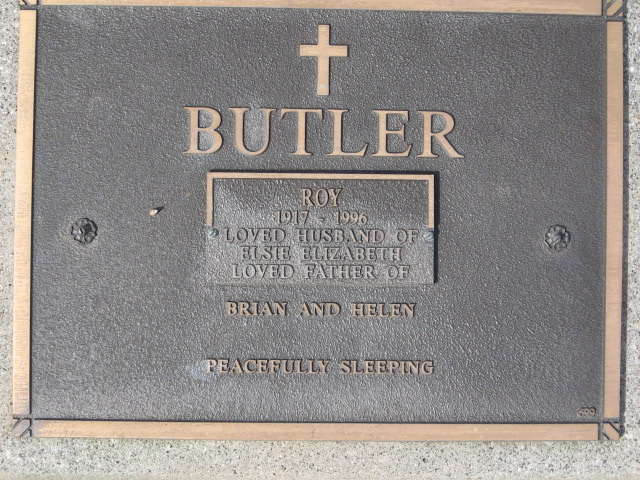 BUTLER
ROY
1917 - 1996
LOVED HUSBAND OF
ELSIE ELIZABETH
LOVED FATHER OF
BRIAN AND HELEN
PEACEFULLY SLEEPING